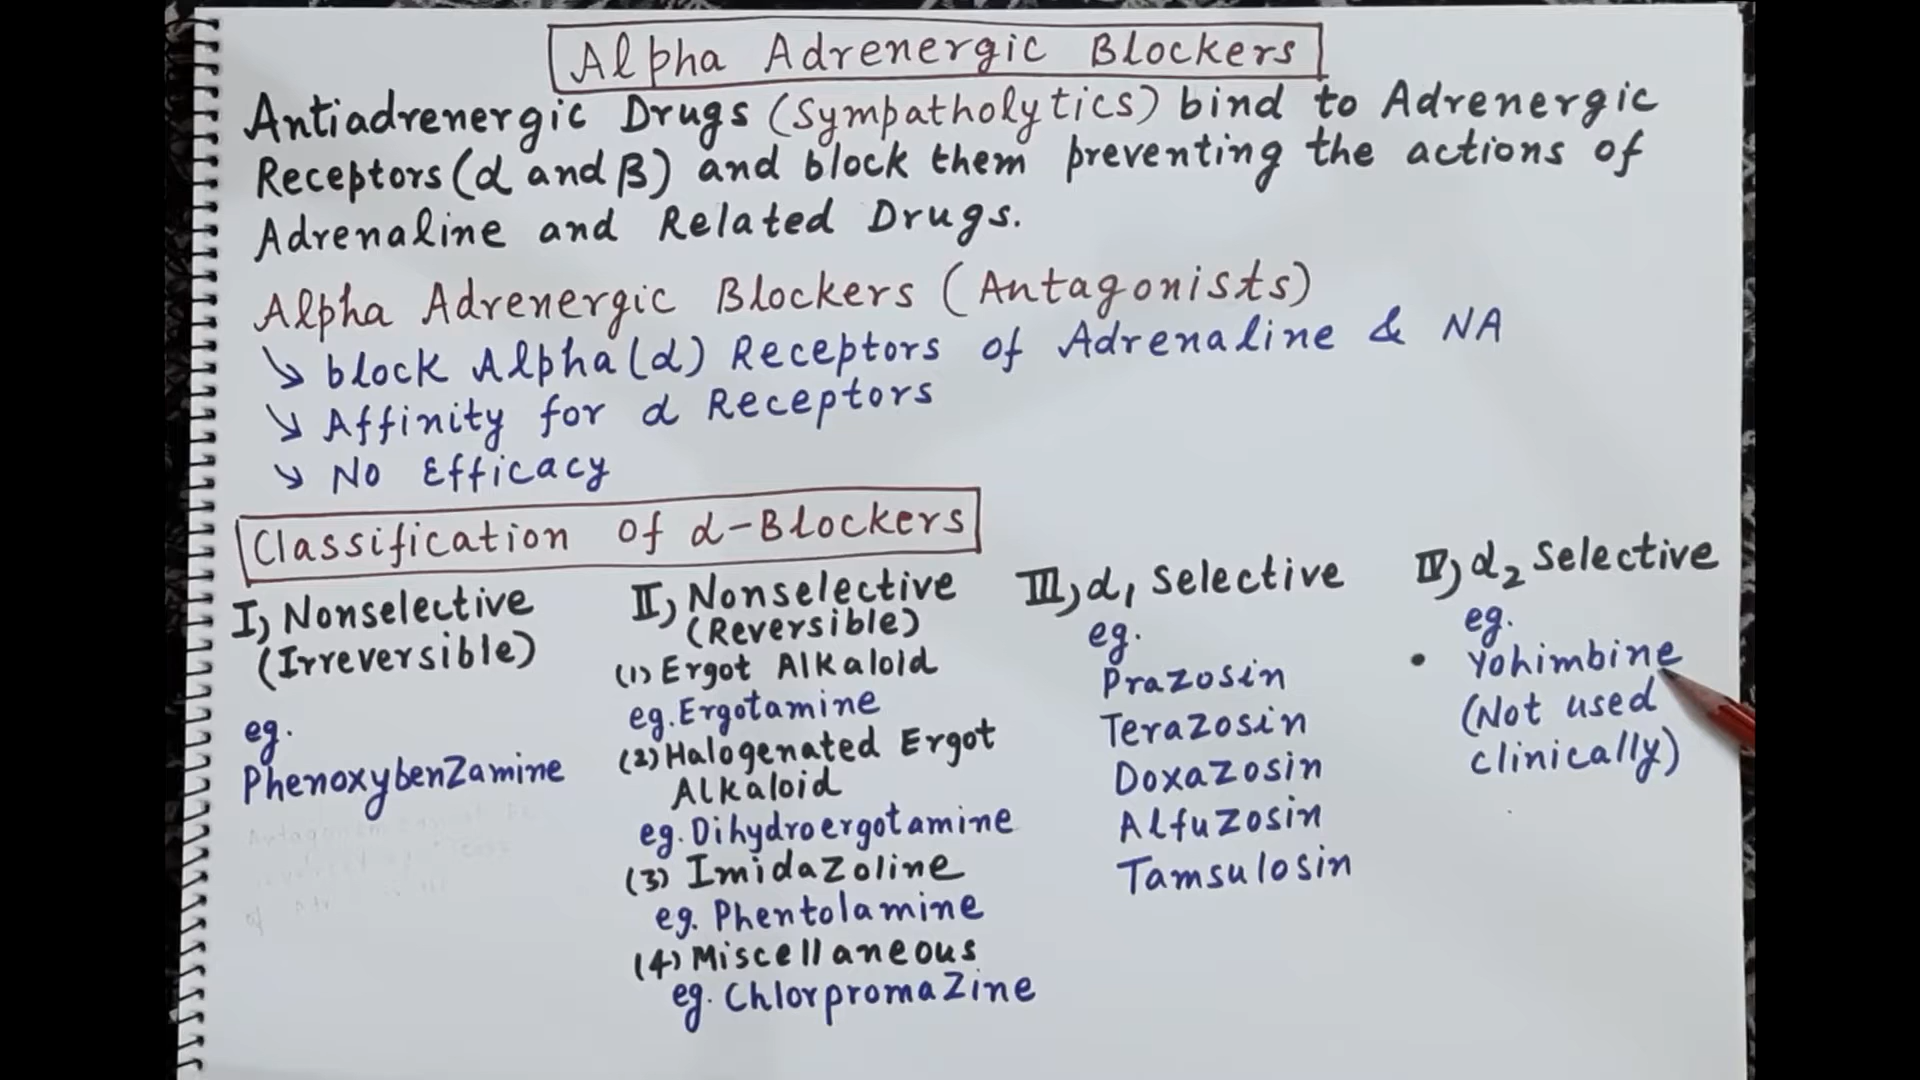 Alpha Adrenergic Blockers
Antiadrenergic Drugs (Sympatholytics) bind to Adrenergic
Receptors (α and β) and block them preventing the actions of
Adrenaline and Related Drugs.
Alpha Adrenergic Blockers (Antagonists)
↘ block Alpha (α) Receptors of Adrenaline & NA
↘ Affinity for α Receptors
↘ No Efficacy
Classification of α-Blockers
I) Nonselective
(Irreversible)
eg.
Phenoxybenzamine
II) Nonselective
(Reversible)
(1) Ergot Alkaloid
eg. Ergotamine
(2) Halogenated Ergot
Alkaloid
eg. Dihydroergotamine
(3) Imidazoline
eg. Phentolamine
(4) Miscellaneous
eg. Chlorpromazine
III) α1 Selective
eg.
Prazosin
Terazosin
Doxazosin
Alfuzosin
Tamsulosin
IV) α2 Selective
eg.
• Yohimbine
(Not used
clinically)